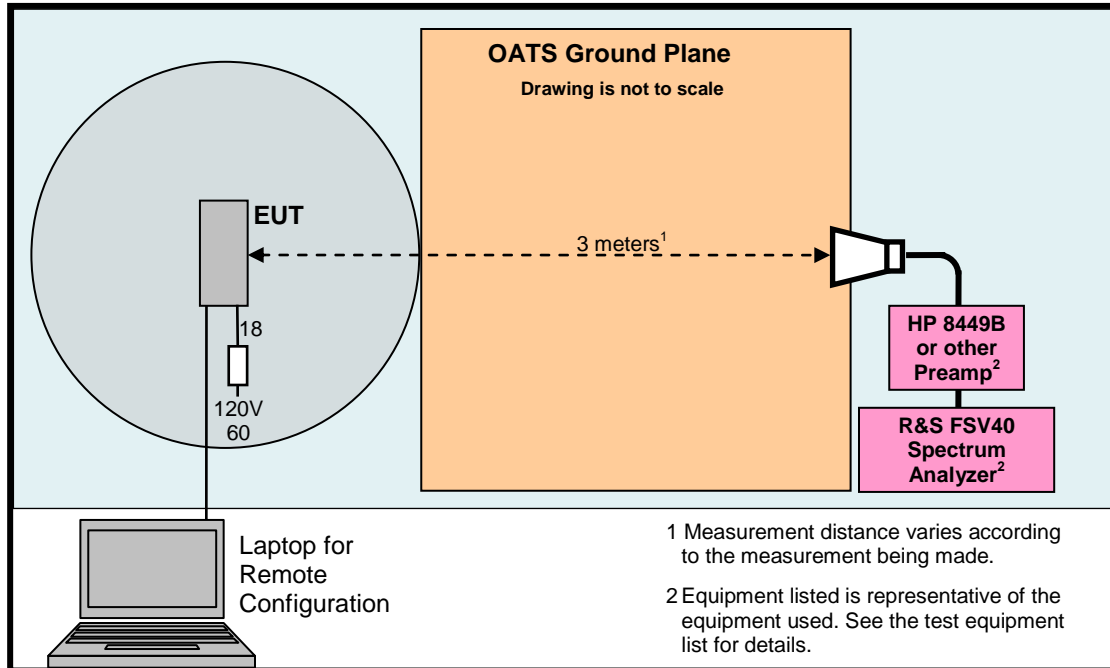 OATS Ground Plane
Drawing is not to scale
EUT
3 meters1
18
120V
60
HP 8449B
or other
Preamp2
R&S FSV40
Spectrum
Analyzer2
Laptop for
Remote
Configuration
1 Measurement distance varies according
to the measurement being made.
2 Equipment listed is representative of the
equipment used. See the test equipment
list for details.